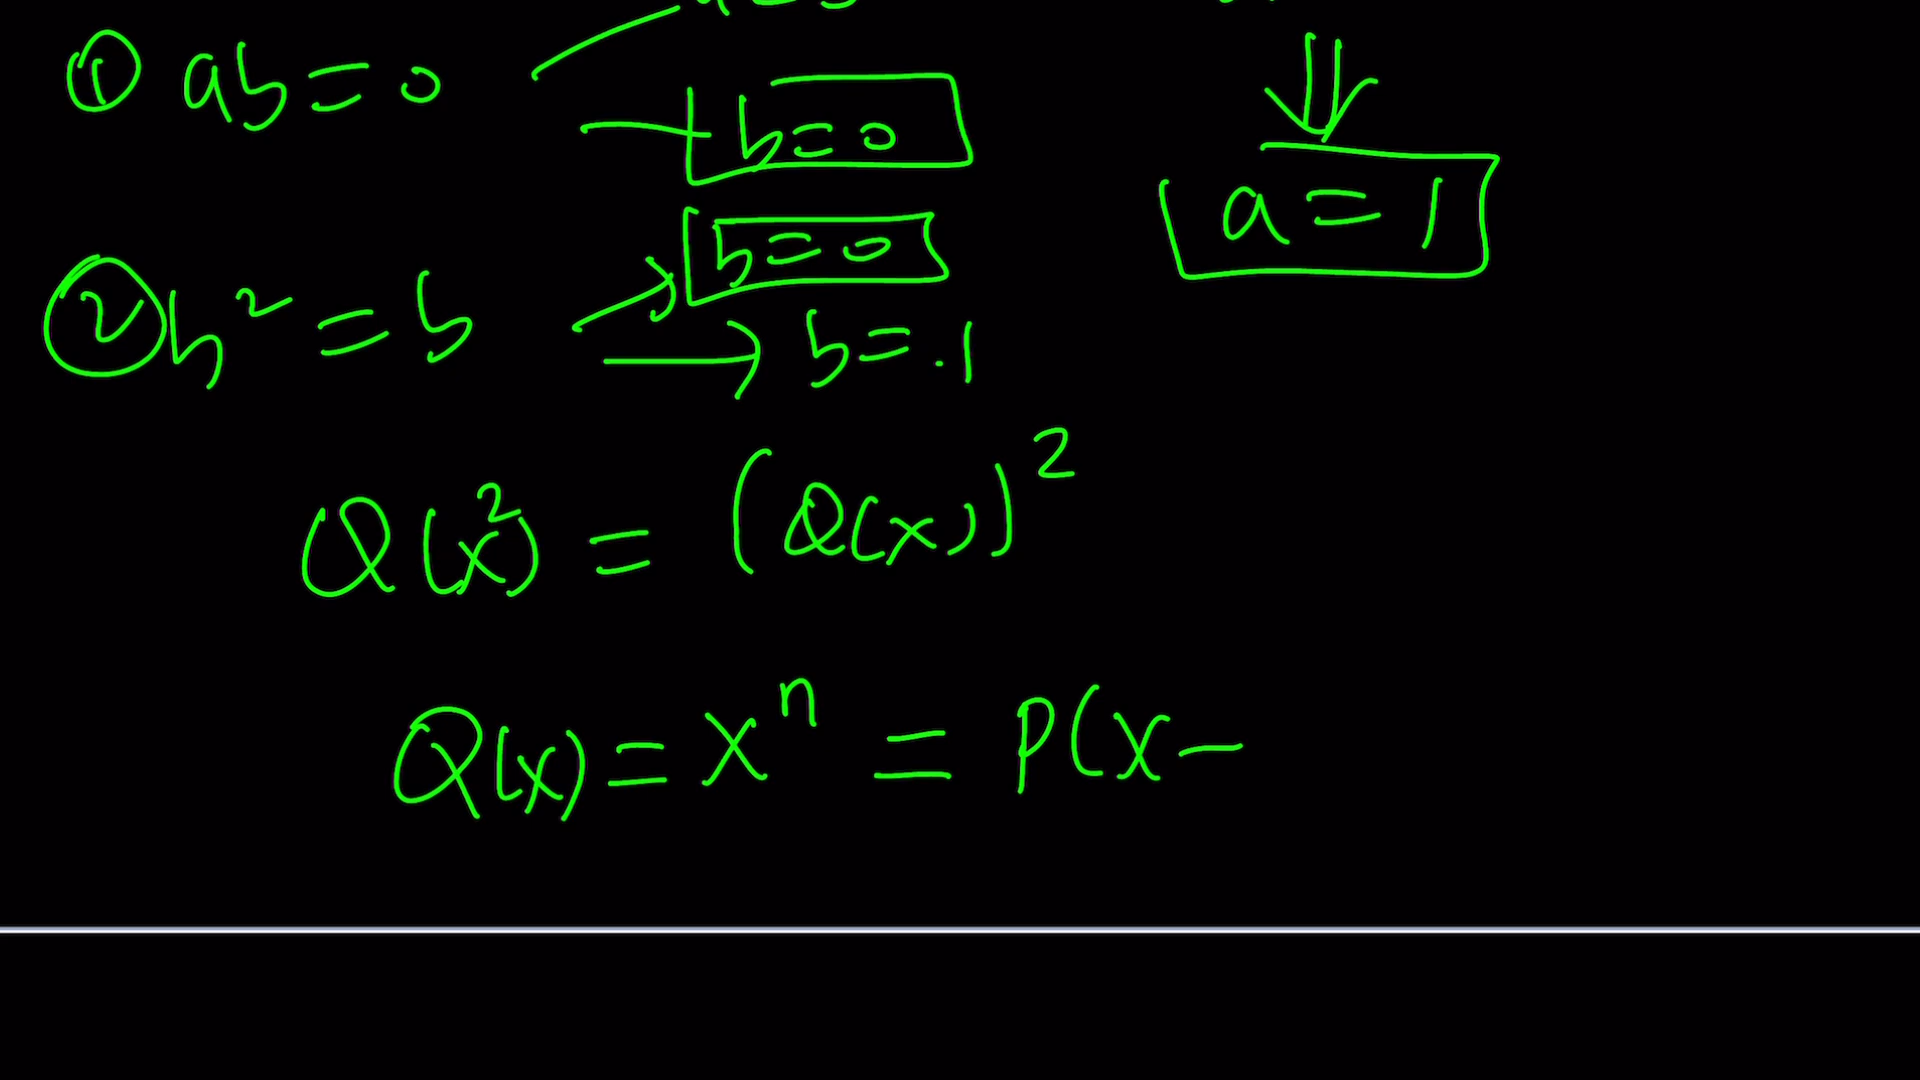 ① ab = 0
b = 0
a = 1
b = 0
② b² = b
b = . 1
Q(x²) = (Q(x))²
Q(x) = xⁿ = P(x −